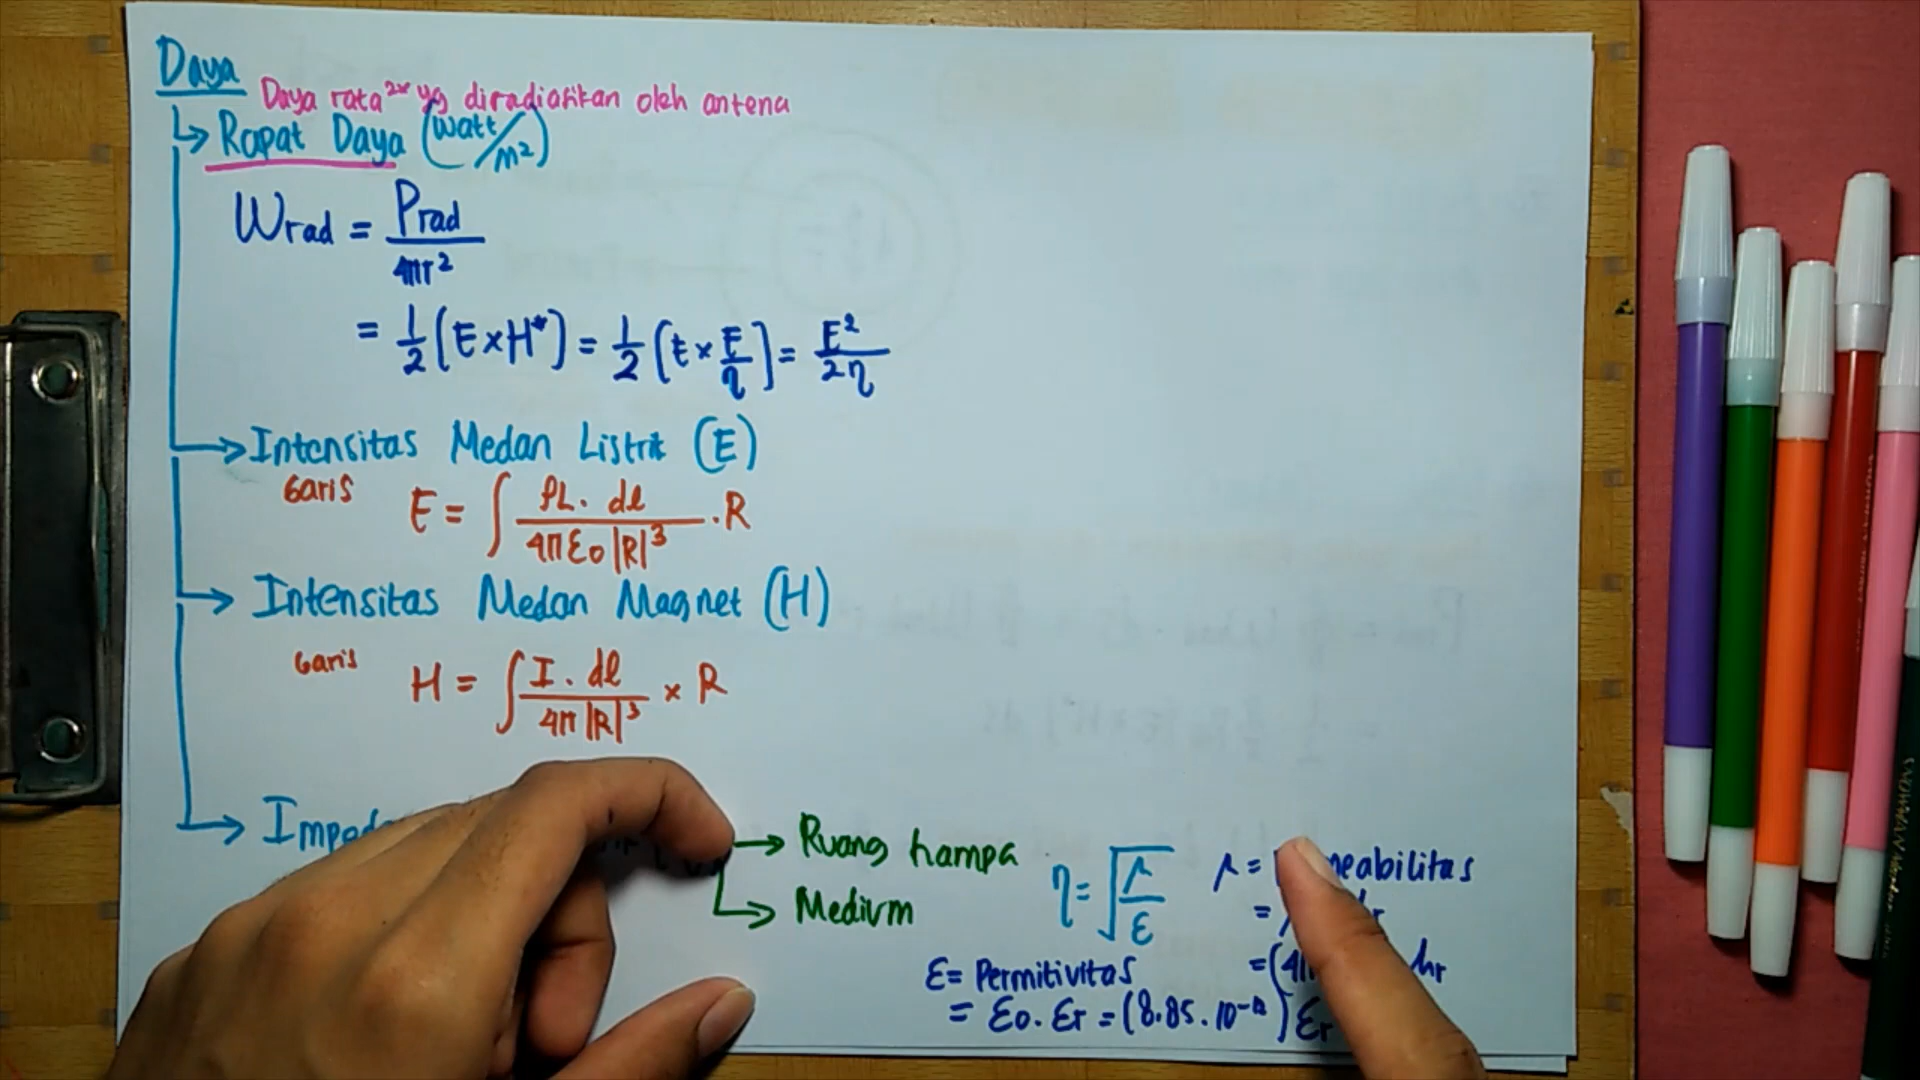 Daya
Daya rata2x yg diradiasikan oleh antena
Rapat Daya (watt/m²)
Wrad = Prad / 4πr²
= 1/2 (E×H*) = 1/2 (E × E/η) = E²/2η
Intensitas Medan Listrik (E)
Garis E = ∫ ρL. dl / 4πε0|R|³ . R
Intensitas Medan Magnet (H)
Garis H = ∫ I. dl / 4π|R|³ × R
Ruang hampa
Medium
η = √μ/ε
ε = Permitivitas
= ε0. εr = (8.85. 10⁻¹²) εr